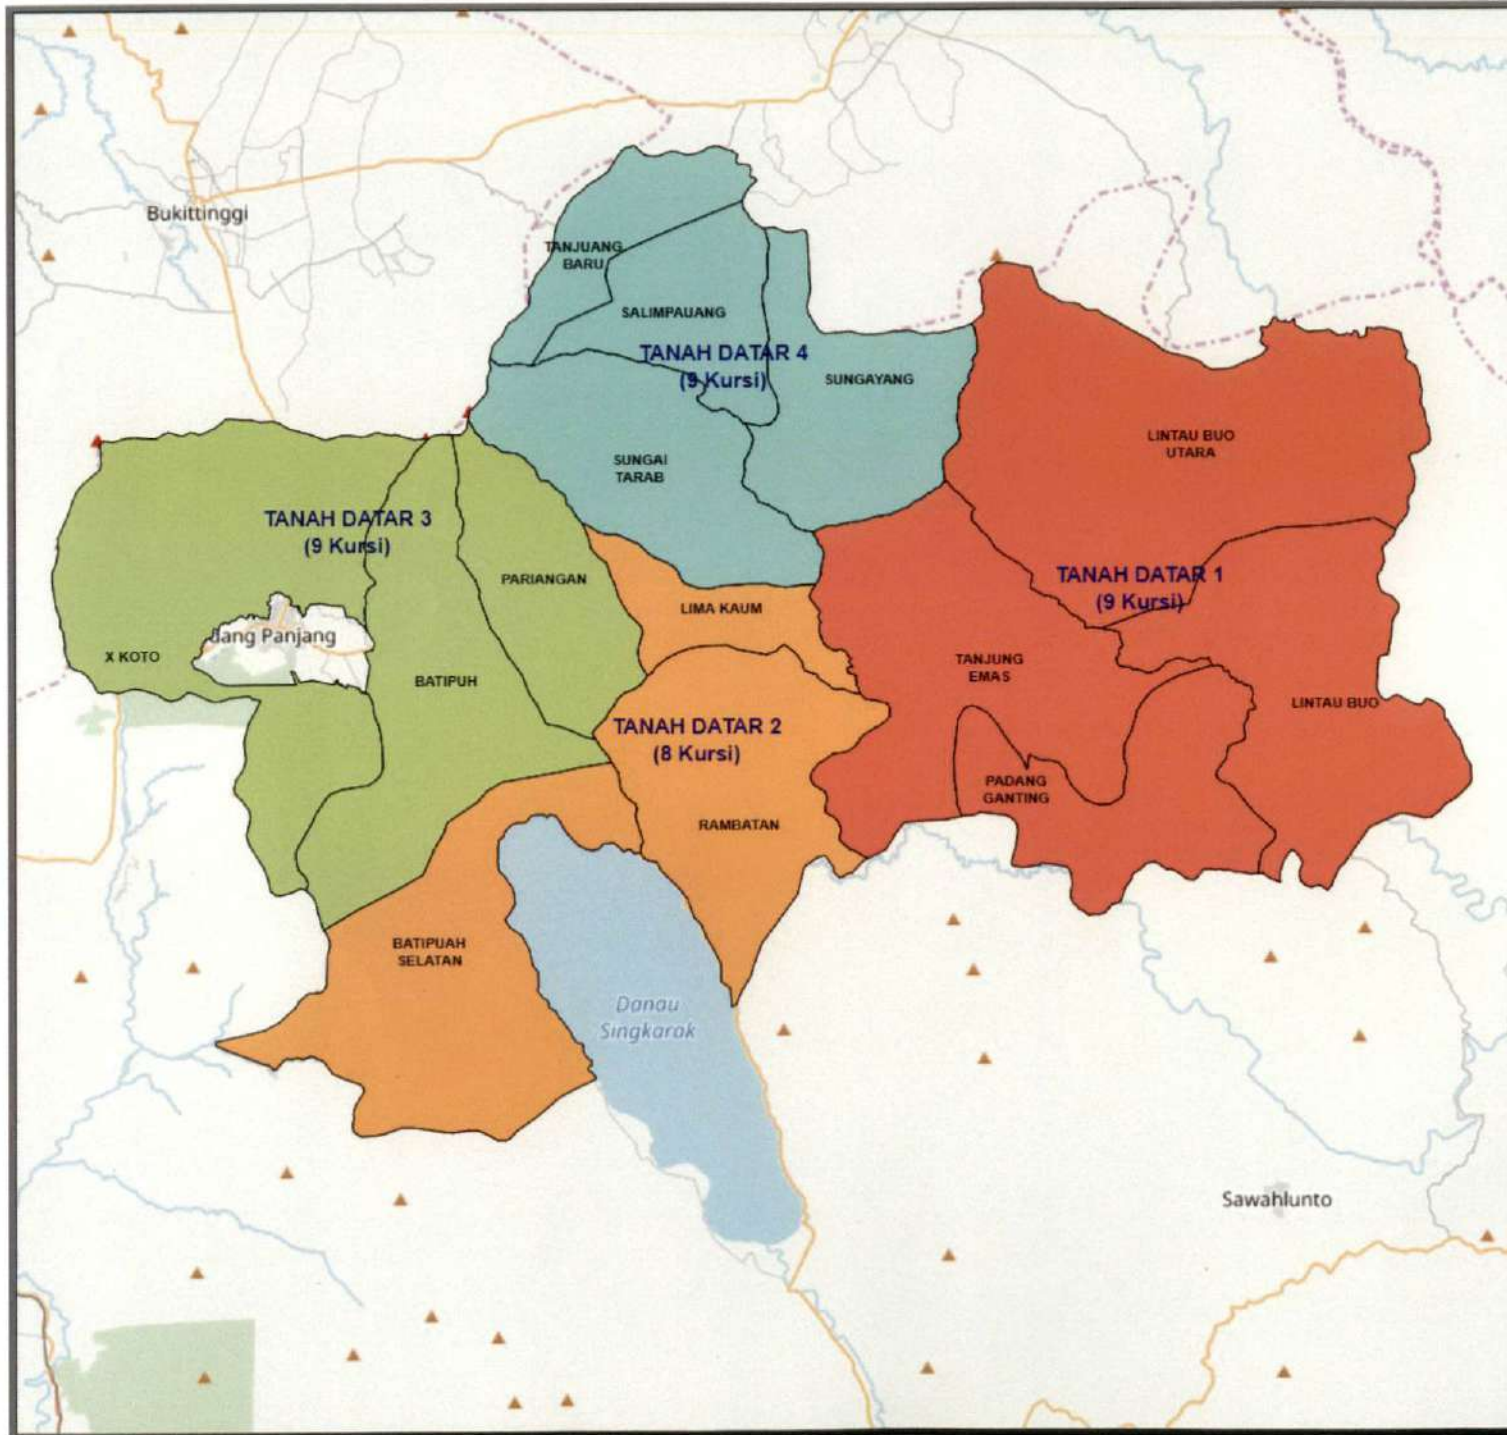 Bukittinggi
TANJUANG
BARU
SALIMPAUANG
TANAH DATAR 4
(9 Kursi)
SUNGAYANG
LINTAU BUO
UTARA
SUNGAI
TARAB
TANAH DATAR 3
(9 Kursi)
PARIANGAN
TANAH DATAR 1
(9 Kursi)
LIMA KAUM
dang Panjang
X KOTO
BATIPUH
TANJUNG
EMAS
LINTAU BUO
TANAH DATAR 2
(8 Kursi)
PADANG
GANTING
RAMBATAN
BATIPUAH
SELATAN
Danau
Singkarak
Sawahlunto